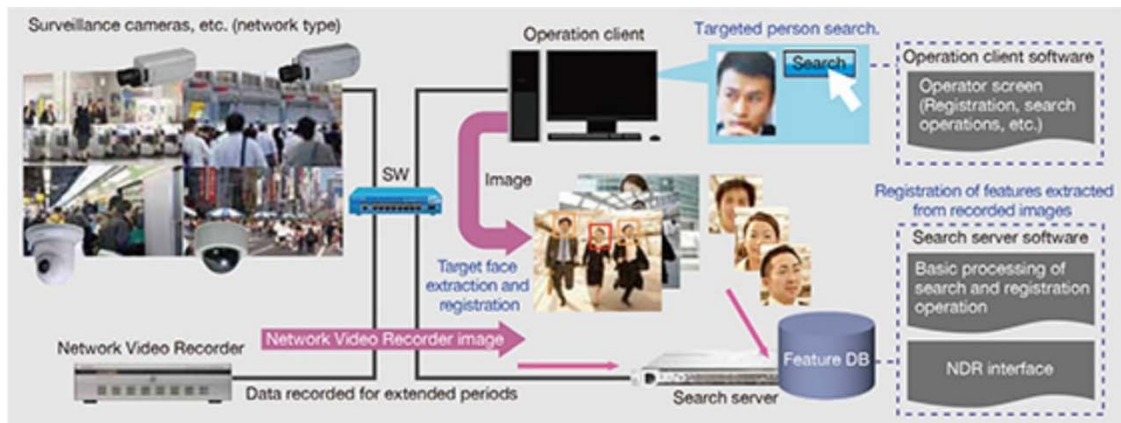 Surveillance cameras, etc. (network type)
Operation client
Targeted person search.
Search
Operation client software
Operator screen
(Registration, search
operations, etc.)
SW
Image
Registration of features extracted
from recorded images
Target face
extraction and
registration
Search server software
Basic processing of
search and registration
operation
Network Video Recorder image
Network Video Recorder
Feature DB
NDR interface
Data recorded for extended periods
Search server